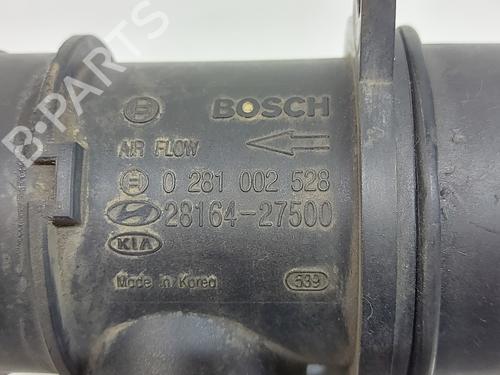 BOSCH
AIR FLOW
0 281 002 528
28164-27500
KIA
Made in Korea 539
B-PARTS